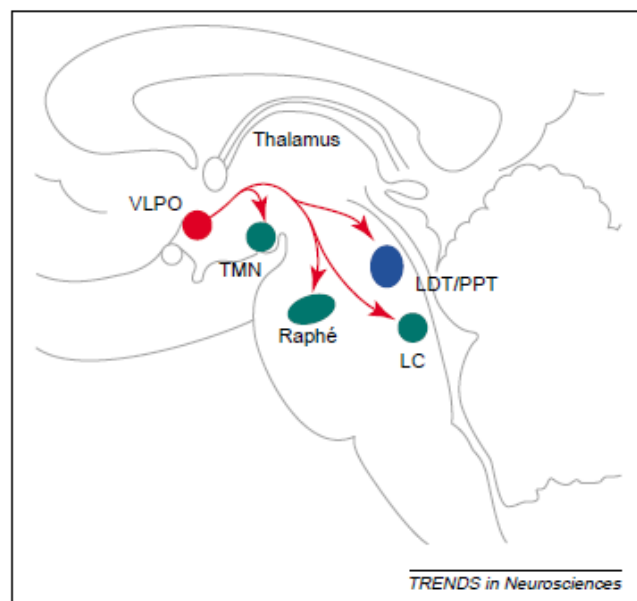 Thalamus
VLPO
TMN
LDT/PPT
Raphé
LC
TRENDS in Neurosciences